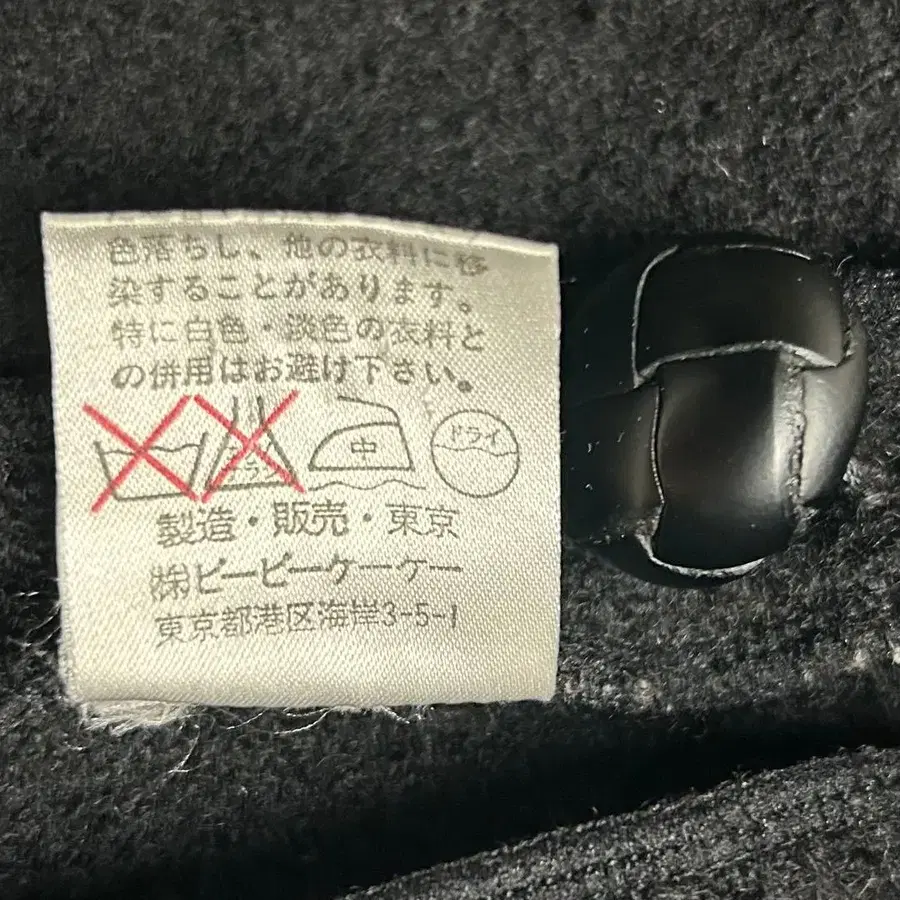 色落ちし、他の衣料に移
染することがあります。
特に白色・淡色の衣料と
の併用はお避け下さい。
中 ドライ
製造・販売・東京
㈱ピーピーケーケー
東京都港区海岸3-5-1